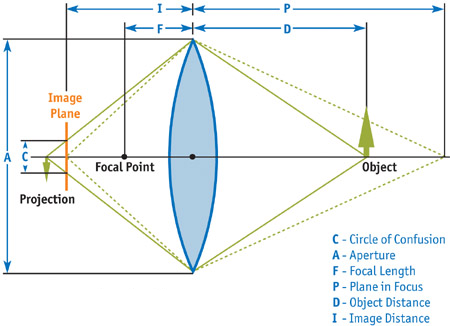 I
P
F
D
Image
Plane
A
C
Focal Point
Object
Projection
C - Circle of Confusion
A - Aperture
F - Focal Length
P - Plane in Focus
D - Object Distance
I - Image Distance